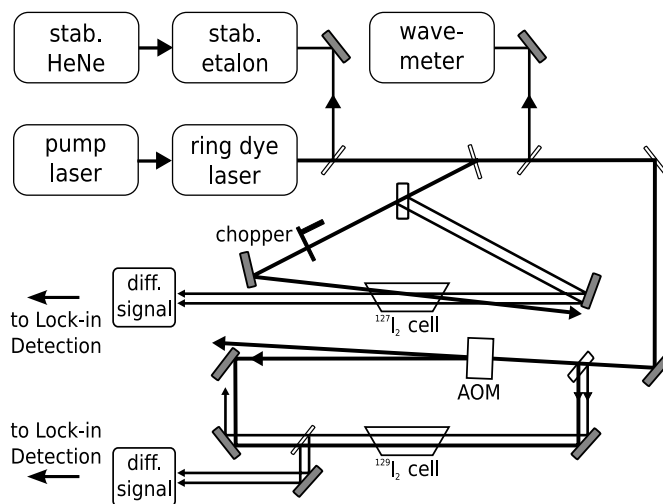 stab.
HeNe
stab.
etalon
wave-
meter
pump
laser
ring dye
laser
chopper
diff.
signal
to Lock-in
Detection
¹²⁷I₂ cell
AOM
to Lock-in
Detection
diff.
signal
¹²⁹I₂ cell